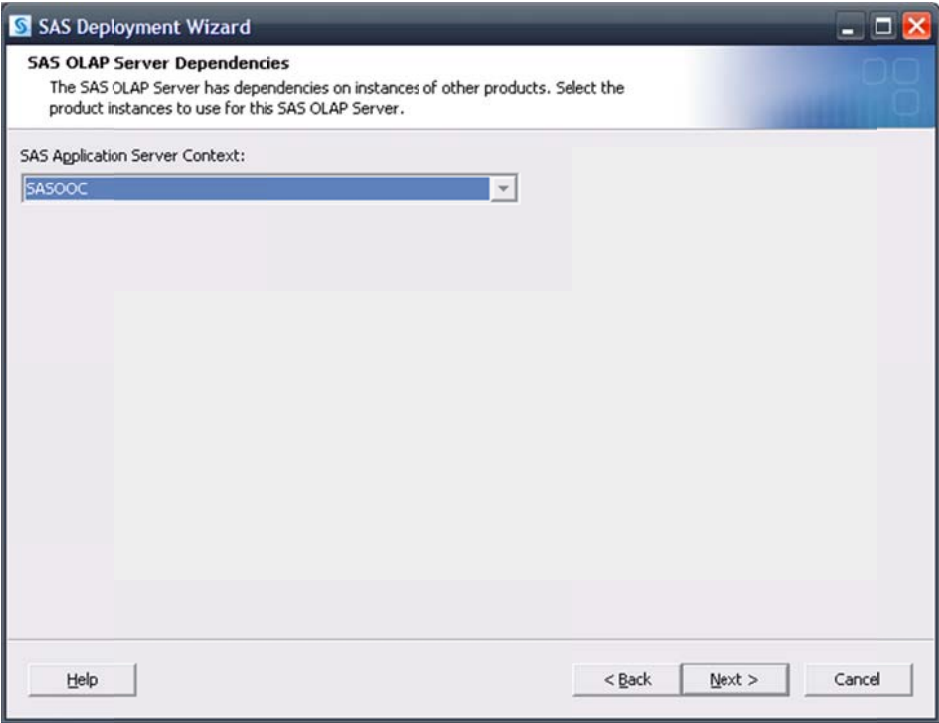 SAS Deployment Wizard
SAS OLAP Server Dependencies
The SAS OLAP Server has dependencies on instances of other products. Select the
product instances to use for this SAS OLAP Server.
SAS Application Server Context:
SASOOC
Help
< Back
Next >
Cancel